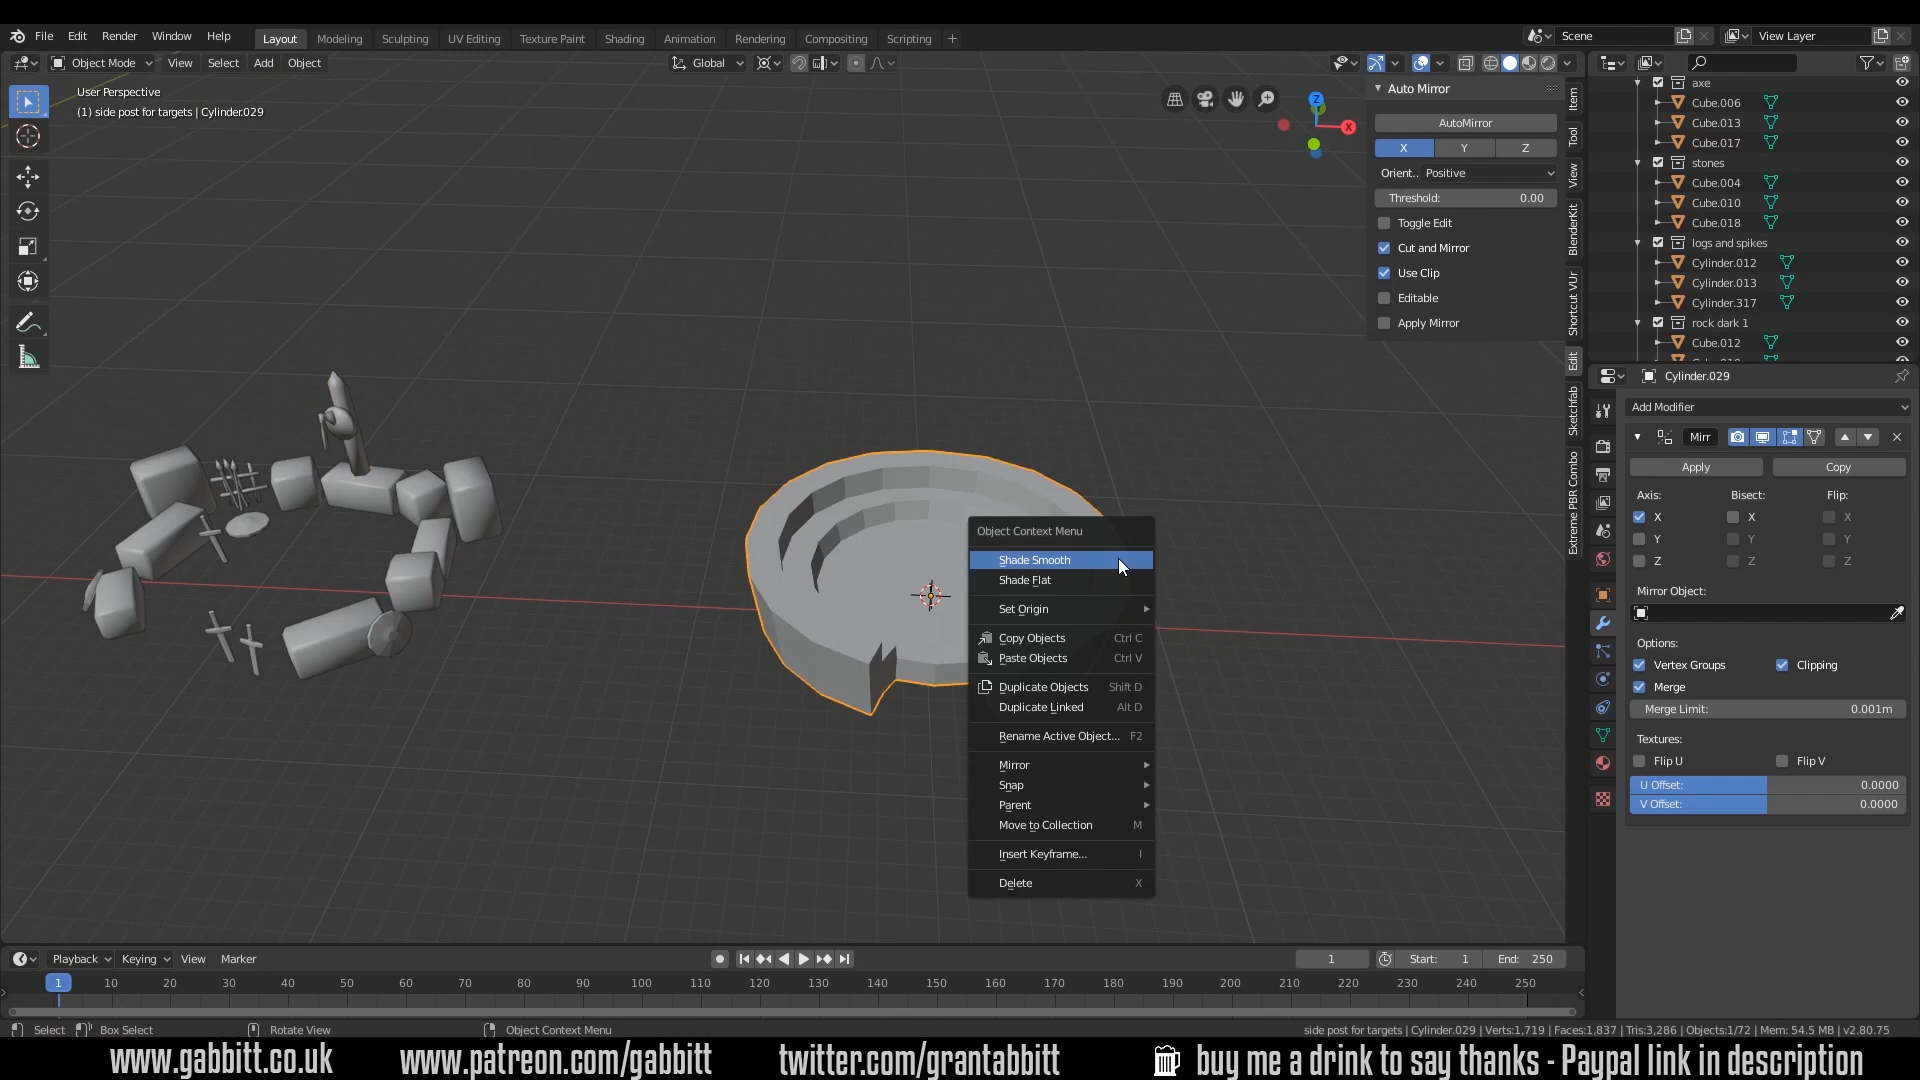 File Edit Render Window Help Layout Modeling Sculpting UV Editing Texture Paint Shading Animation Rendering Compositing Scripting + Scene View Layer
Object Mode View Select Add Object Global
User Perspective
(1) side post for targets | Cylinder.029
Z
X
Auto Mirror
AutoMirror
X Y Z
Orient.. Positive
Threshold: 0.00
Toggle Edit
Cut and Mirror
Use Clip
Editable
Apply Mirror
Item
Tool
View
BlenderKit
Shortcut VUr
Edit
Sketchfab
Extreme PBR Combo
axe
Cube.006
Cube.013
Cube.017
stones
Cube.004
Cube.010
Cube.018
logs and spikes
Cylinder.012
Cylinder.013
Cylinder.317
rock dark 1
Cube.012
Cylinder.029
Add Modifier
Mirr
Apply Copy
Axis: Bisect: Flip:
X X X
Y Y Y
Z Z Z
Mirror Object:
Options:
Vertex Groups Clipping
Merge
Merge Limit: 0.001m
Textures:
Flip U Flip V
U Offset: 0.0000
V Offset: 0.0000
Object Context Menu
Shade Smooth
Shade Flat
Set Origin
Copy Objects Ctrl C
Paste Objects Ctrl V
Duplicate Objects Shift D
Duplicate Linked Alt D
Rename Active Object... F2
Mirror
Snap
Parent
Move to Collection M
Insert Keyframe... I
Delete X
Playback Keying View Marker 1 Start: 1 End: 250
1 10 20 30 40 50 60 70 80 90 100 110 120 130 140 150 160 170 180 190 200 210 220 230 240 250
Select Box Select Rotate View Object Context Menu side post for targets | Cylinder.029 | Verts:1,719 | Faces:1,837 | Tris:3,286 | Objects:1/72 | Mem: 54.5 MB | v2.80.75
www.gabbitt.co.uk www.patreon.com/gabbitt twitter.com/grantabbitt buy me a drink to say thanks - Paypal link in description